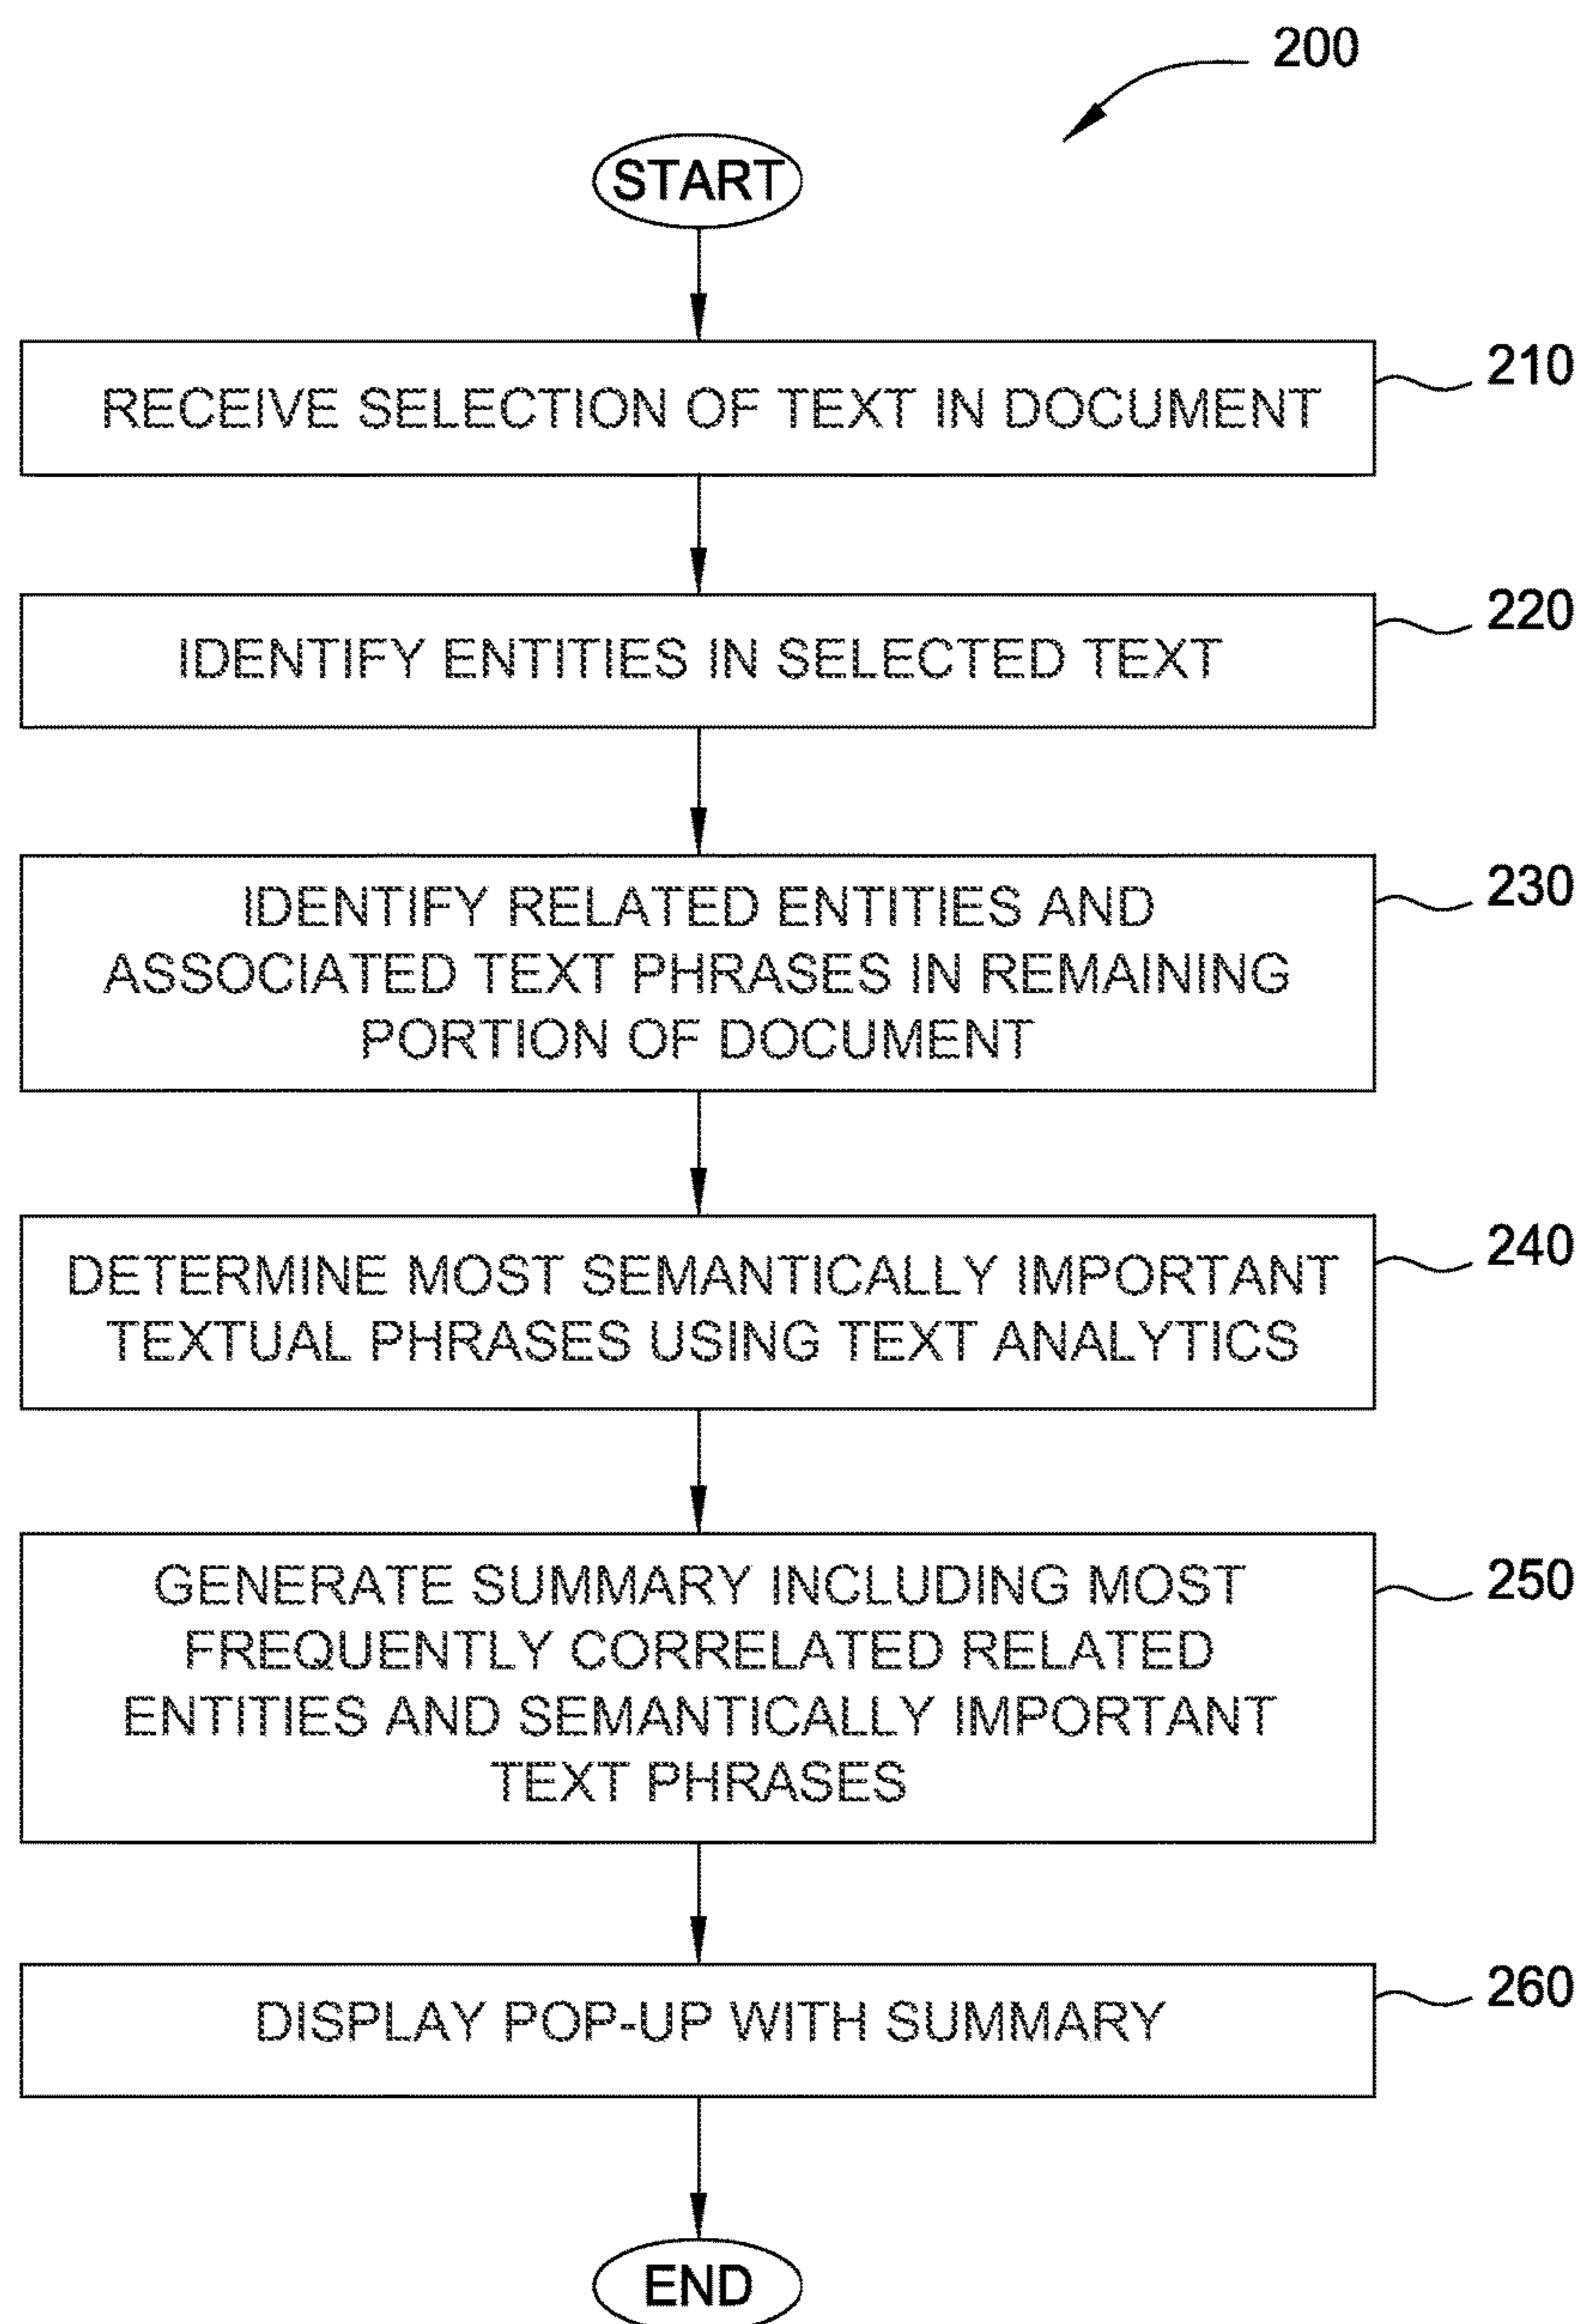 200
START
RECEIVE SELECTION OF TEXT IN DOCUMENT
210
IDENTIFY ENTITIES IN SELECTED TEXT
220
IDENTIFY RELATED ENTITIES AND
ASSOCIATED TEXT PHRASES IN REMAINING
PORTION OF DOCUMENT
230
DETERMINE MOST SEMANTICALLY IMPORTANT
TEXTUAL PHRASES USING TEXT ANALYTICS
240
GENERATE SUMMARY INCLUDING MOST
FREQUENTLY CORRELATED RELATED
ENTITIES AND SEMANTICALLY IMPORTANT
TEXT PHRASES
250
DISPLAY POP-UP WITH SUMMARY
260
END